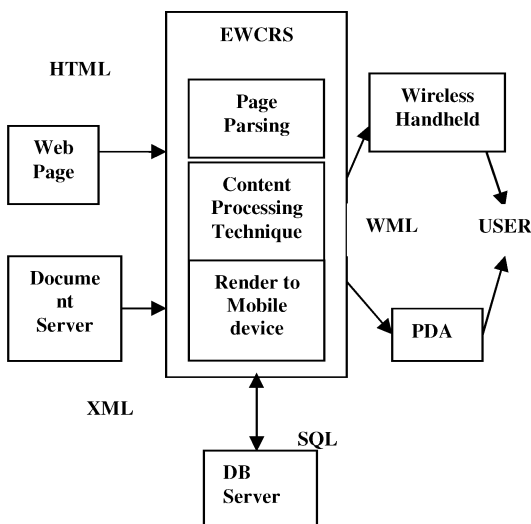 EWCRS
HTML
Page
Parsing
Wireless
Handheld
Web
Page
Content
Processing
Technique
WML
USER
Docume
nt
Server
Render to
Mobile
device
PDA
XML
SQL
DB
Server